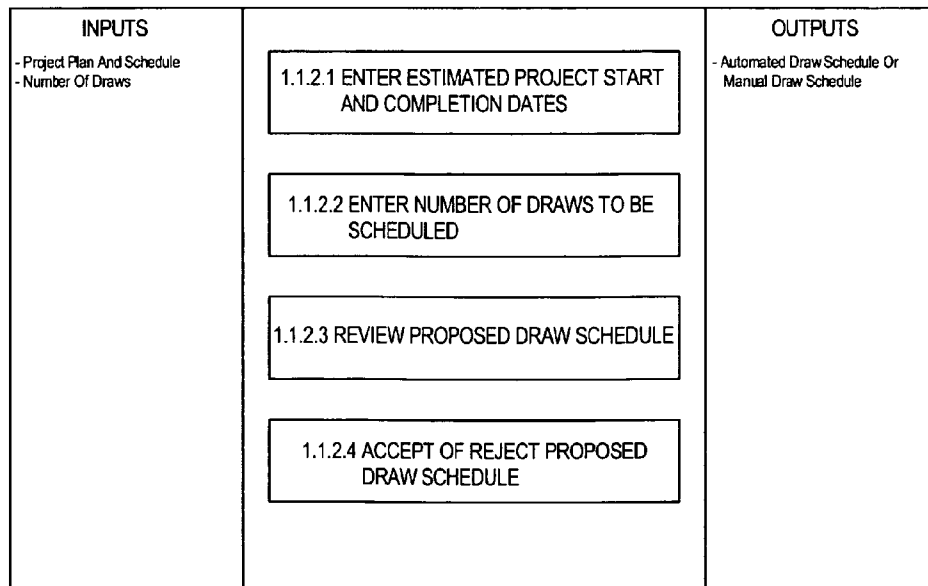 INPUTS
- Project Plan And Schedule
- Number Of Draws
1.1.2.1 ENTER ESTIMATED PROJECT START
AND COMPLETION DATES
1.1.2.2 ENTER NUMBER OF DRAWS TO BE
SCHEDULED
1.1.2.3 REVIEW PROPOSED DRAW SCHEDULE
1.1.2.4 ACCEPT OF REJECT PROPOSED
DRAW SCHEDULE
OUTPUTS
- Automated Draw Schedule Or
Manual Draw Schedule